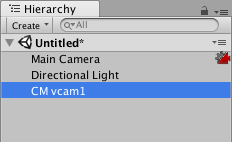 Hierarchy
Create All
Untitled*
Main Camera
Directional Light
CM vcam1